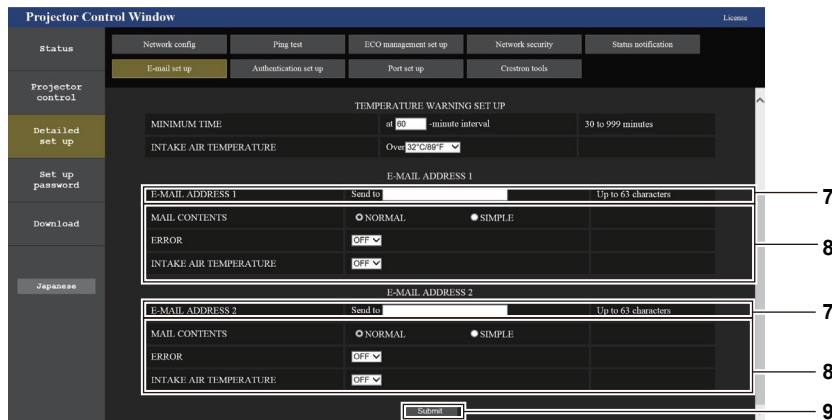 Projector Control Window
License
Status
Projector
control
Detailed
set up
Set up
password
Download
Japanese
Network config Ping test ECO management set up Network security Status notification
E-mail set up Authentication set up Port set up Crestron tools
TEMPERATURE WARNING SET UP
MINIMUM TIME at 60 -minute interval 30 to 999 minutes
INTAKE AIR TEMPERATURE Over 32°C/89°F
E-MAIL ADDRESS 1
E-MAIL ADDRESS 1 Send to Up to 63 characters 7
MAIL CONTENTS NORMAL SIMPLE
ERROR OFF 8
INTAKE AIR TEMPERATURE OFF
E-MAIL ADDRESS 2
E-MAIL ADDRESS 2 Send to Up to 63 characters 7
MAIL CONTENTS NORMAL SIMPLE
ERROR OFF
INTAKE AIR TEMPERATURE OFF 8
Submit 9